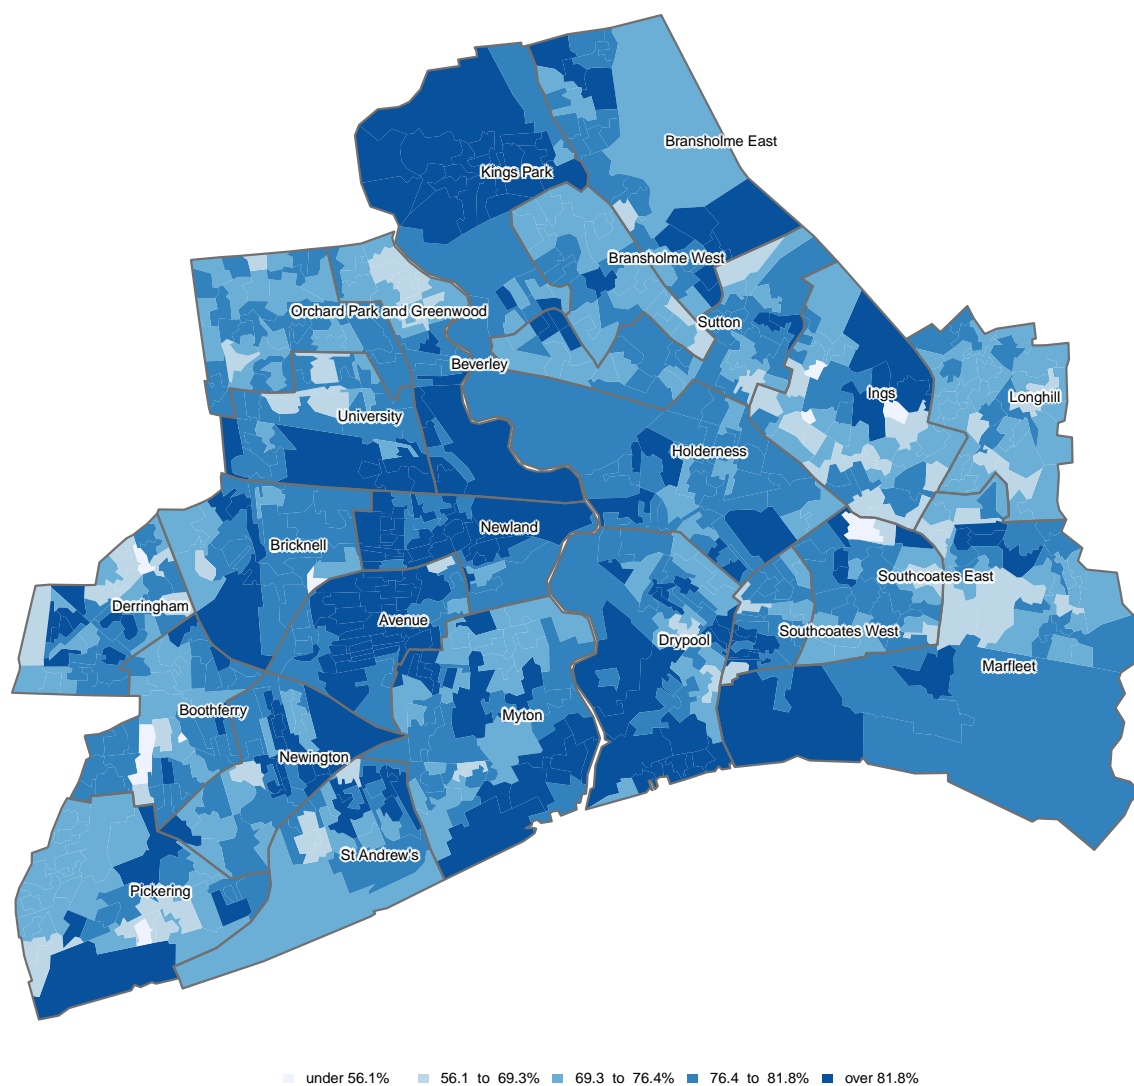 Bransholme East
Kings Park
Bransholme West
Orchard Park and Greenwood
Sutton
Beverley
Ings
Longhill
University
Holderness
Newland
Bricknell
Southcoates East
Derringham
Avenue
Southcoates West
Drypool
Marfleet
Boothferry
Myton
Newington
St Andrew's
Pickering
under 56.1% 56.1 to 69.3% 69.3 to 76.4% 76.4 to 81.8% over 81.8%